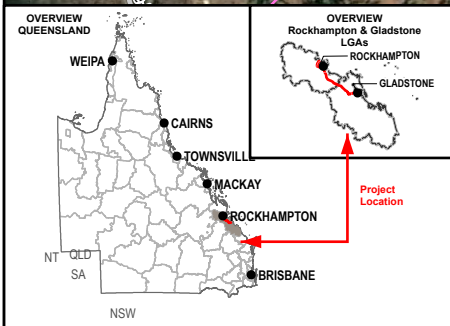 OVERVIEW
QUEENSLAND
WEIPA
CAIRNS
TOWNSVILLE
MACKAY
ROCKHAMPTON
BRISBANE
NT
QLD
SA
NSW
OVERVIEW
Rockhampton & Gladstone
LGAs
ROCKHAMPTON
GLADSTONE
Project
Location